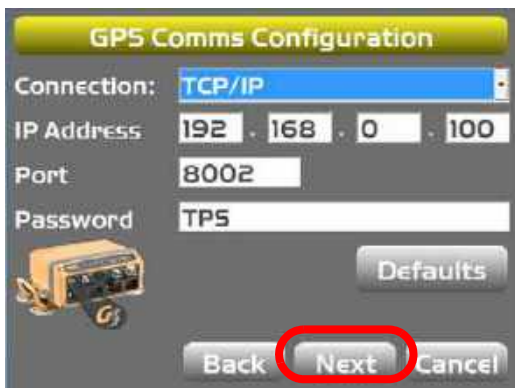 GPS Comms Configuration
Connection: TCP/IP
IP Address 192 . 168 . 0 . 100
Port 8002
Password TPS
Defaults
Back Next Cancel